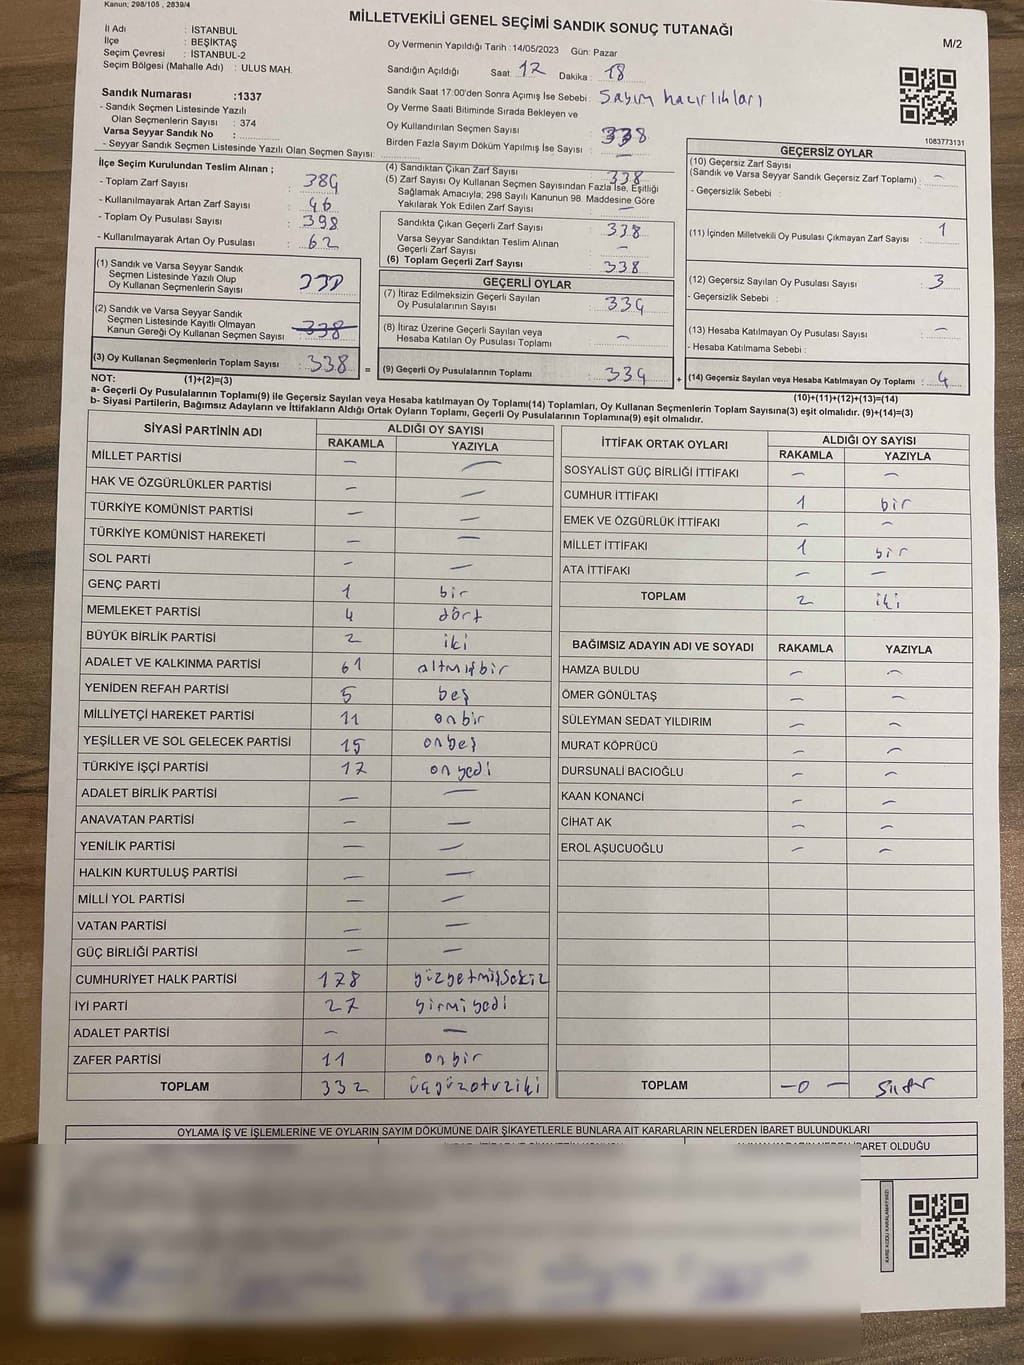 Kanun: 298/105 , 2839/4
MİLLETVEKİLİ GENEL SEÇİMİ SANDIK SONUÇ TUTANAĞI
M/2
İl Adı : İSTANBUL
İlçe : BEŞİKTAŞ
Seçim Çevresi : İSTANBUL-2
Seçim Bölgesi (Mahalle Adı) : ULUS MAH.
Sandık Numarası :1337
- Sandık Seçmen Listesinde Yazılı
Olan Seçmenlerin Sayısı : 374
Varsa Seyyar Sandık No :
- Seyyar Sandık Seçmen Listesinde Yazılı Olan Seçmen Sayısı:
Oy Vermenin Yapıldığı Tarih :14/05/2023 Gün: Pazar
Sandığın Açıldığı Saat: 17 Dakika : 18
Sandık Saat 17:00'den Sonra Açımış İse Sebebi : Sayım hazırlıkları
Oy Verme Saati Bitiminde Sırada Bekleyen ve
Oy Kullandırılan Seçmen Sayısı : 338
Birden Fazla Sayım Döküm Yapılmış İse Sayısı : —
1083773131
İlçe Seçim Kurulundan Teslim Alınan ;
- Toplam Zarf Sayısı : 384
- Kullanılmayarak Artan Zarf Sayısı : 46
- Toplam Oy Pusulası Sayısı : 398
- Kullanılmayarak Artan Oy Pusulası : 62
(1) Sandık ve Varsa Seyyar Sandık
Seçmen Listesinde Yazılı Olup
Oy Kullanan Seçmenlerin Sayısı
(2) Sandık ve Varsa Seyyar Sandık
Seçmen Listesinde Kayıtlı Olmayan
Kanun Gereği Oy Kullanan Seçmen Sayısı : 338
(3) Oy Kullanan Seçmenlerin Toplam Sayısı : 338 =
(1)+(2)=(3)
(4) Sandıktan Çıkan Zarf Sayısı : 338
(5) Zarf Sayısı Oy Kullanan Seçmen Sayısından Fazla İse, Eşitliği
Sağlamak Amacıyla; 298 Sayılı Kanunun 98. Maddesine Göre
Yakılarak Yok Edilen Zarf Sayısı : —
Sandıkta Çıkan Geçerli Zarf Sayısı : 338
Varsa Seyyar Sandıktan Teslim Alınan
Geçerli Zarf Sayısı : —
(6) Toplam Geçerli Zarf Sayısı : 338
GEÇERLİ OYLAR
(7) İtiraz Edilmeksizin Geçerli Sayılan
Oy Pusulalarının Sayısı : 334
(8) İtiraz Üzerine Geçerli Sayılan veya
Hesaba Katılan Oy Pusulaları Toplamı : —
(9) Geçerli Oy Pusulalarının Toplamı : 334 +
GEÇERSİZ OYLAR
(10) Geçersiz Zarf Sayısı
(Sandık ve Varsa Seyyar Sandık Geçersiz Zarf Toplamı) : —
- Geçersizlik Sebebi :
(11) İçinden Milletvekili Oy Pusulası Çıkmayan Zarf Sayısı : 1
(12) Geçersiz Sayılan Oy Pusulası Sayısı : 3
- Geçersizlik Sebebi :
(13) Hesaba Katılmayan Oy Pusulası Sayısı : —
- Hesaba Katılmama Sebebi :
(14) Geçersiz Sayılan veya Hesaba Katılmayan Oy Toplamı : 4
(10)+(11)+(12)+(13)=(14)
NOT:
a- Geçerli Oy Pusulalarının Toplamı(9) ile Geçersiz Sayılan veya Hesaba katılmayan Oy Toplamı(14) Toplamları, Oy Kullanan Seçmenlerin Toplam Sayısına(3) eşit olmalıdır. (9)+(14)=(3)
b- Siyasi Partilerin, Bağımsız Adayların ve İttifakların Aldığı Ortak Oyların Toplamı, Geçerli Oy Pusulalarının Toplamına(9) eşit olmalıdır.
SİYASİ PARTİNİN ADI ALDIĞI OY SAYISI
RAKAMLA YAZIYLA
MİLLET PARTİSİ — —
HAK VE ÖZGÜRLÜKLER PARTİSİ — —
TÜRKİYE KOMÜNİST PARTİSİ — —
TÜRKİYE KOMÜNİST HAREKETİ — —
SOL PARTİ — —
GENÇ PARTİ 1 bir
MEMLEKET PARTİSİ 4 dört
BÜYÜK BİRLİK PARTİSİ 2 iki
ADALET VE KALKINMA PARTİSİ 61 altmışbir
YENİDEN REFAH PARTİSİ 5 beş
MİLLİYETÇİ HAREKET PARTİSİ 11 onbir
YEŞİLLER VE SOL GELECEK PARTİSİ 15 onbeş
TÜRKİYE İŞÇİ PARTİSİ 17 onyedi
ADALET BİRLİK PARTİSİ — —
ANAVATAN PARTİSİ — —
YENİLİK PARTİSİ — —
HALKIN KURTULUŞ PARTİSİ — —
MİLLİ YOL PARTİSİ — —
VATAN PARTİSİ — —
GÜÇ BİRLİĞİ PARTİSİ — —
CUMHURİYET HALK PARTİSİ 178 yüzyetmişsekiz
İYİ PARTİ 27 yirmiyedi
ADALET PARTİSİ — —
ZAFER PARTİSİ 11 onbir
TOPLAM 332 üçyüzotuziki
İTTİFAK ORTAK OYLARI ALDIĞI OY SAYISI
RAKAMLA YAZIYLA
SOSYALİST GÜÇ BİRLİĞİ İTTİFAKI — —
CUMHUR İTTİFAKI 1 bir
EMEK VE ÖZGÜRLÜK İTTİFAKI — —
MİLLET İTTİFAKI 1 bir
ATA İTTİFAKI — —
TOPLAM 2 iki
BAĞIMSIZ ADAYIN ADI VE SOYADI RAKAMLA YAZIYLA
HAMZA BULDU — —
ÖMER GÖNÜLTAŞ — —
SÜLEYMAN SEDAT YILDIRIM — —
MURAT KÖPRÜCÜ — —
DURSUNALİ BACIOĞLU — —
KAAN KONANCİ — —
CİHAT AK — —
EROL AŞUCUOĞLU — —
TOPLAM —0— Sıfır
OYLAMA İŞ VE İŞLEMLERİNE VE OYLARIN SAYIM DÖKÜMÜNE DAİR ŞİKAYETLERLE BUNLARA AİT KARARLARIN NELERDEN İBARET BULUNDUKLARI
İBARET OLDUĞU
KARE KODU KARALAMAYINIZ!